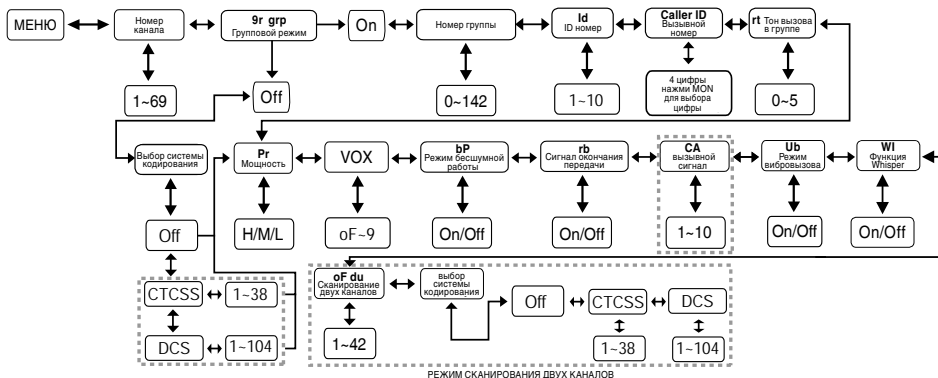 МЕНЮ
Номер
канала
9r grp
Групповой режим
On
Номер группы
Id
ID номер
Caller ID
Вызывной
номер
rt Тон вызова
в группе
1~69
Off
0~142
1~10
4 цифры
нажми MON
для выбора
цифры
0~5
Выбор системы
кодирования
Pr
Мощность
VOX
bP
Режим бесшумной
работы
rb
Сигнал окончания
передачи
CA
вызывной
сигнал
Ub
Режим
вибровызова
WI
Функция
Whisper
Off
H/M/L
oF~9
On/Off
On/Off
1~10
On/Off
On/Off
CTCSS
1~38
DCS
1~104
oF du
Сканирование
двух каналов
выбор
системы
кодирования
Off
CTCSS
DCS
1~42
1~38
1~104
РЕЖИМ СКАНИРОВАНИЯ ДВУХ КАНАЛОВ